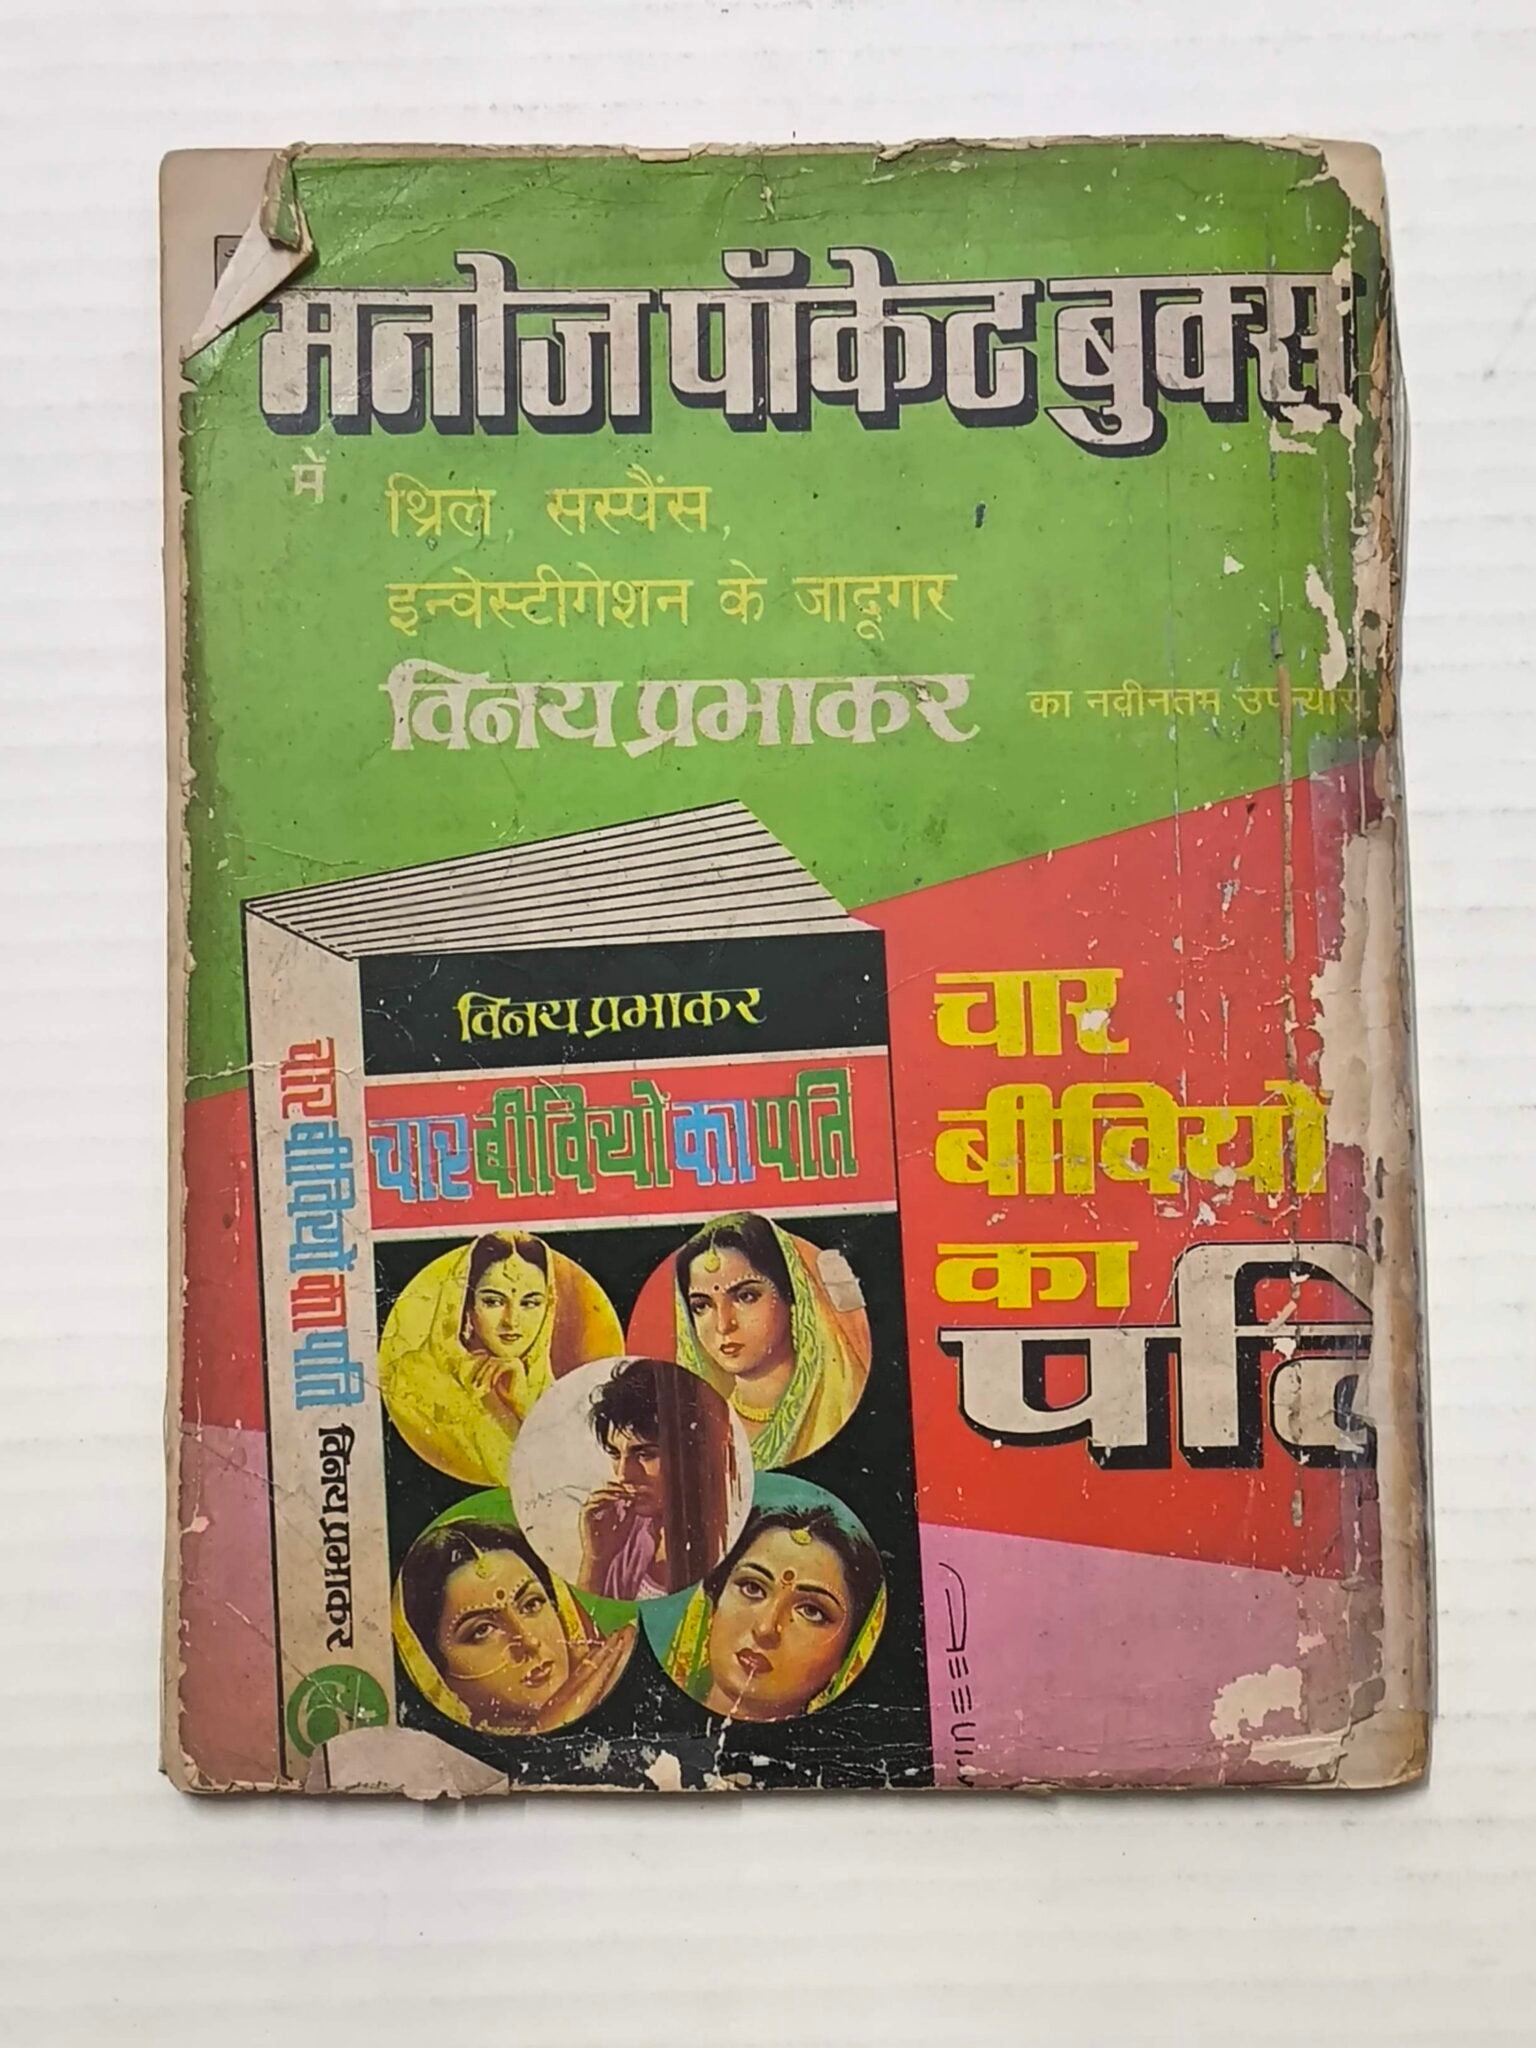 मनोज पॉकेट बुक्स
में
थ्रिल, सस्पैंस,
इन्वेस्टीगेशन के जादूगर
विनय प्रभाकर का नवीनतम उपन्यास
विनय प्रभाकर
चार बीवियों का पति
चार बीवियों का पति विनय प्रभाकर
चार
बीवियों
का
पति